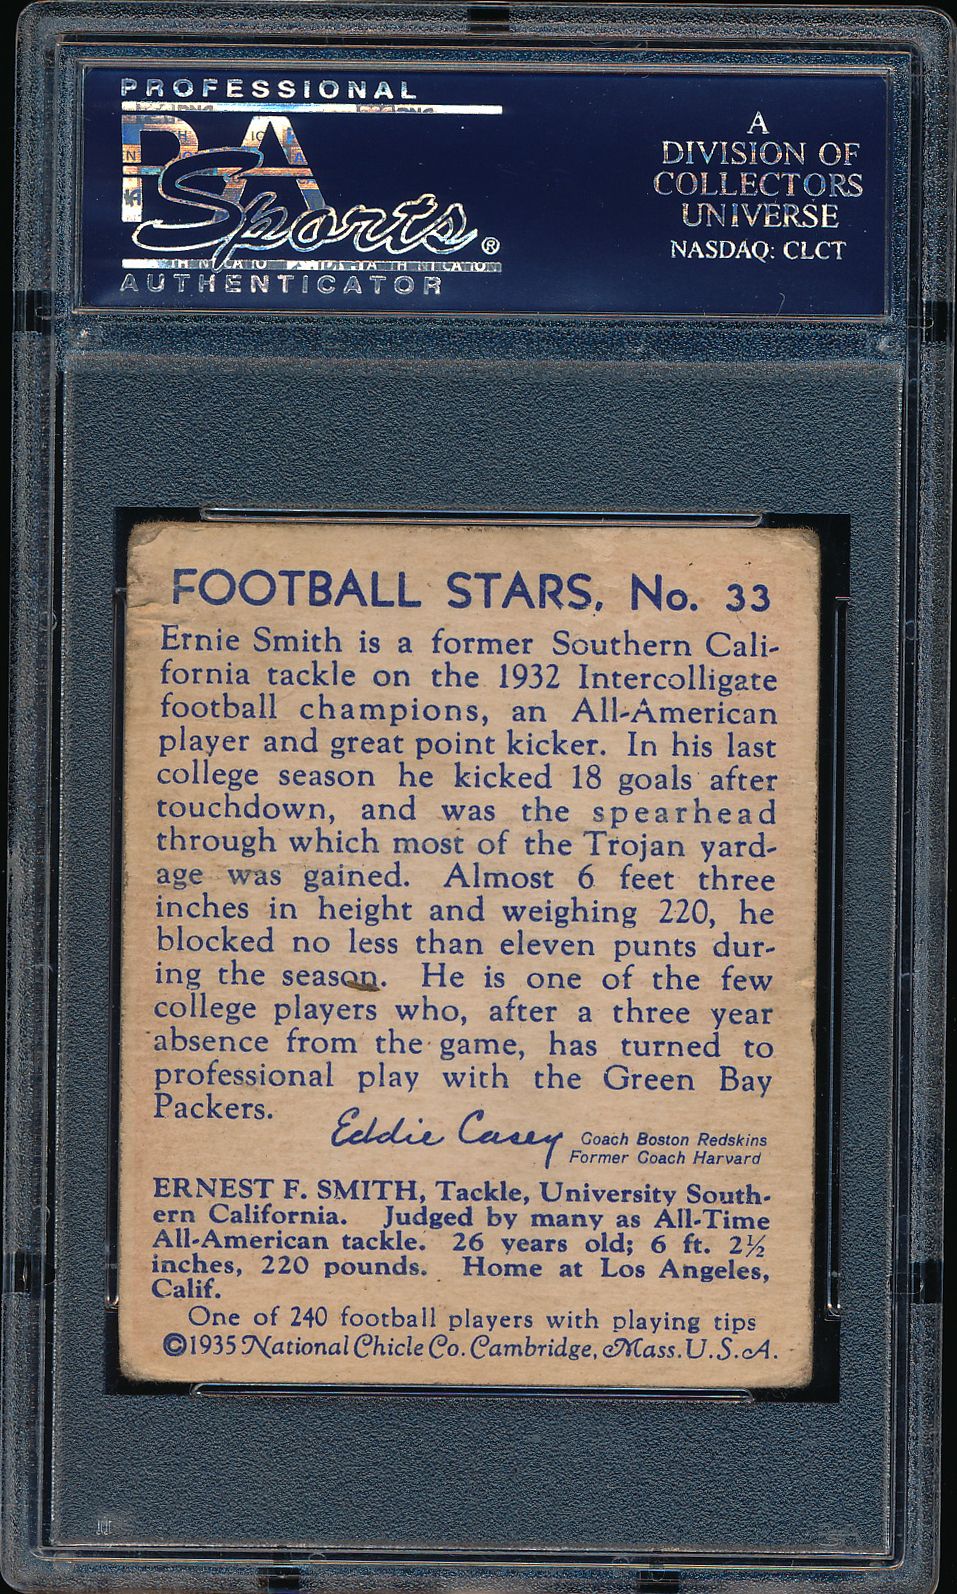 PROFESSIONAL
PSA
Sports®
AUTHENTICATOR
A
DIVISION OF
COLLECTORS
UNIVERSE
NASDAQ: CLCT
FOOTBALL STARS, No. 33
Ernie Smith is a former Southern Cali-
fornia tackle on the 1932 Intercolligate
football champions, an All-American
player and great point kicker. In his last
college season he kicked 18 goals after
touchdown, and was the spearhead
through which most of the Trojan yard-
age was gained. Almost 6 feet three
inches in height and weighing 220, he
blocked no less than eleven punts dur-
ing the season. He is one of the few
college players who, after a three year
absence from the game, has turned to
professional play with the Green Bay
Packers.
Eddie Casey
Coach Boston Redskins
Former Coach Harvard
ERNEST F. SMITH, Tackle, University South-
ern California. Judged by many as All-Time
All-American tackle. 26 years old; 6 ft. 2½
inches, 220 pounds. Home at Los Angeles,
Calif.
One of 240 football players with playing tips
©1935 National Chicle Co. Cambridge, Mass. U.S.A.